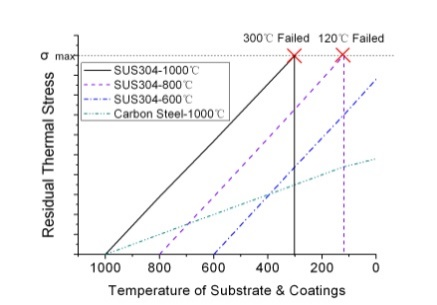 300℃ Failed 120℃ Failed
σ max
SUS304-1000℃
SUS304-800℃
SUS304-600℃
Carbon Steel-1000℃
Residual Thermal Stress
1000 800 600 400 200 0
Temperature of Substrate & Coatings